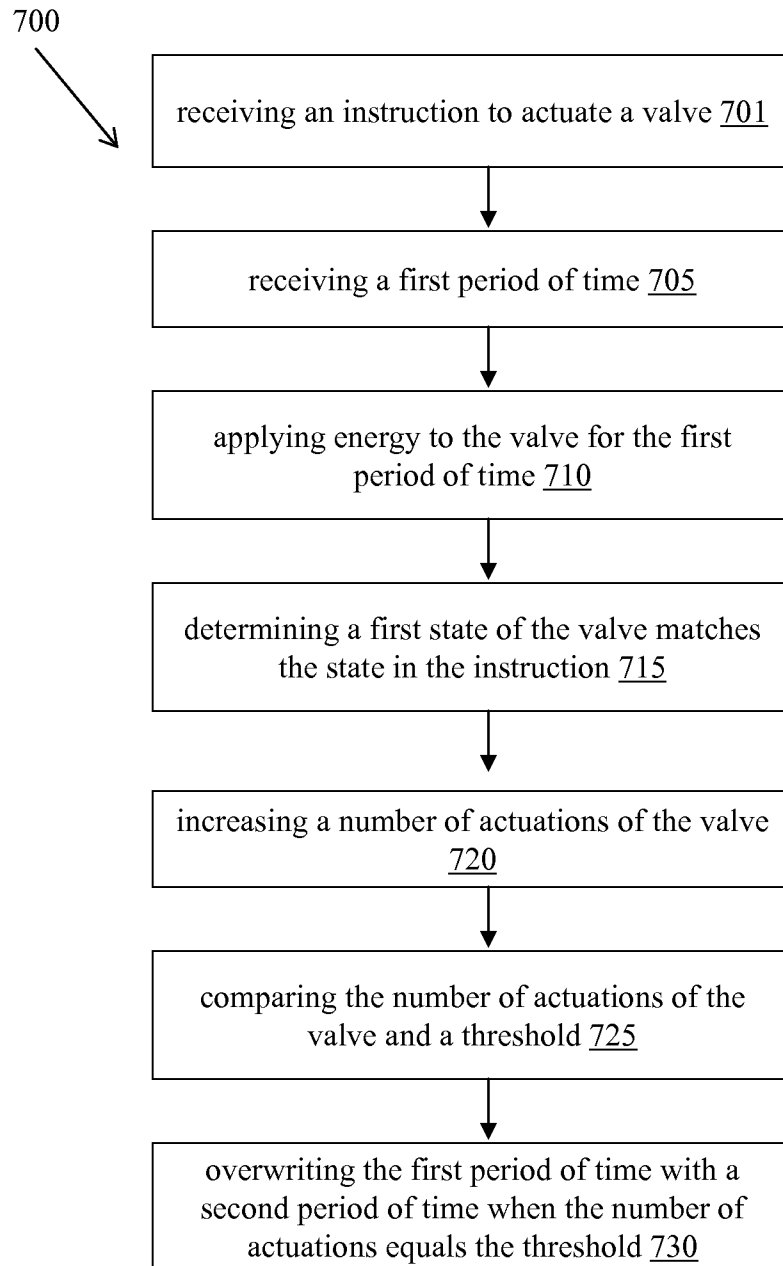 700
receiving an instruction to actuate a valve 701
receiving a first period of time 705
applying energy to the valve for the first
period of time 710
determining a first state of the valve matches
the state in the instruction 715
increasing a number of actuations of the valve
720
comparing the number of actuations of the
valve and a threshold 725
overwriting the first period of time with a
second period of time when the number of
actuations equals the threshold 730